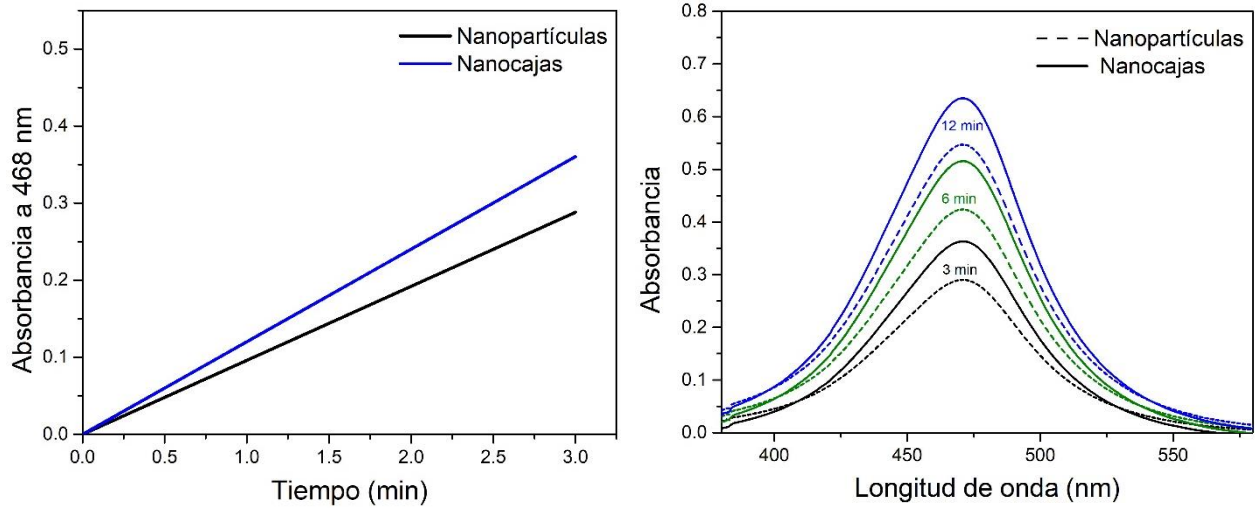 0.5
0.4
0.3
0.2
0.1
0.0
Absorbancia a 468 nm
Nanopartículas
Nanocajas
0.0
0.5
1.0
1.5
2.0
2.5
3.0
Tiempo (min)
0.8
0.7
0.6
0.5
0.4
0.3
0.2
0.1
0.0
Absorbancia
Nanopartículas
Nanocajas
12 min
6 min
3 min
400
450
500
550
Longitud de onda (nm)